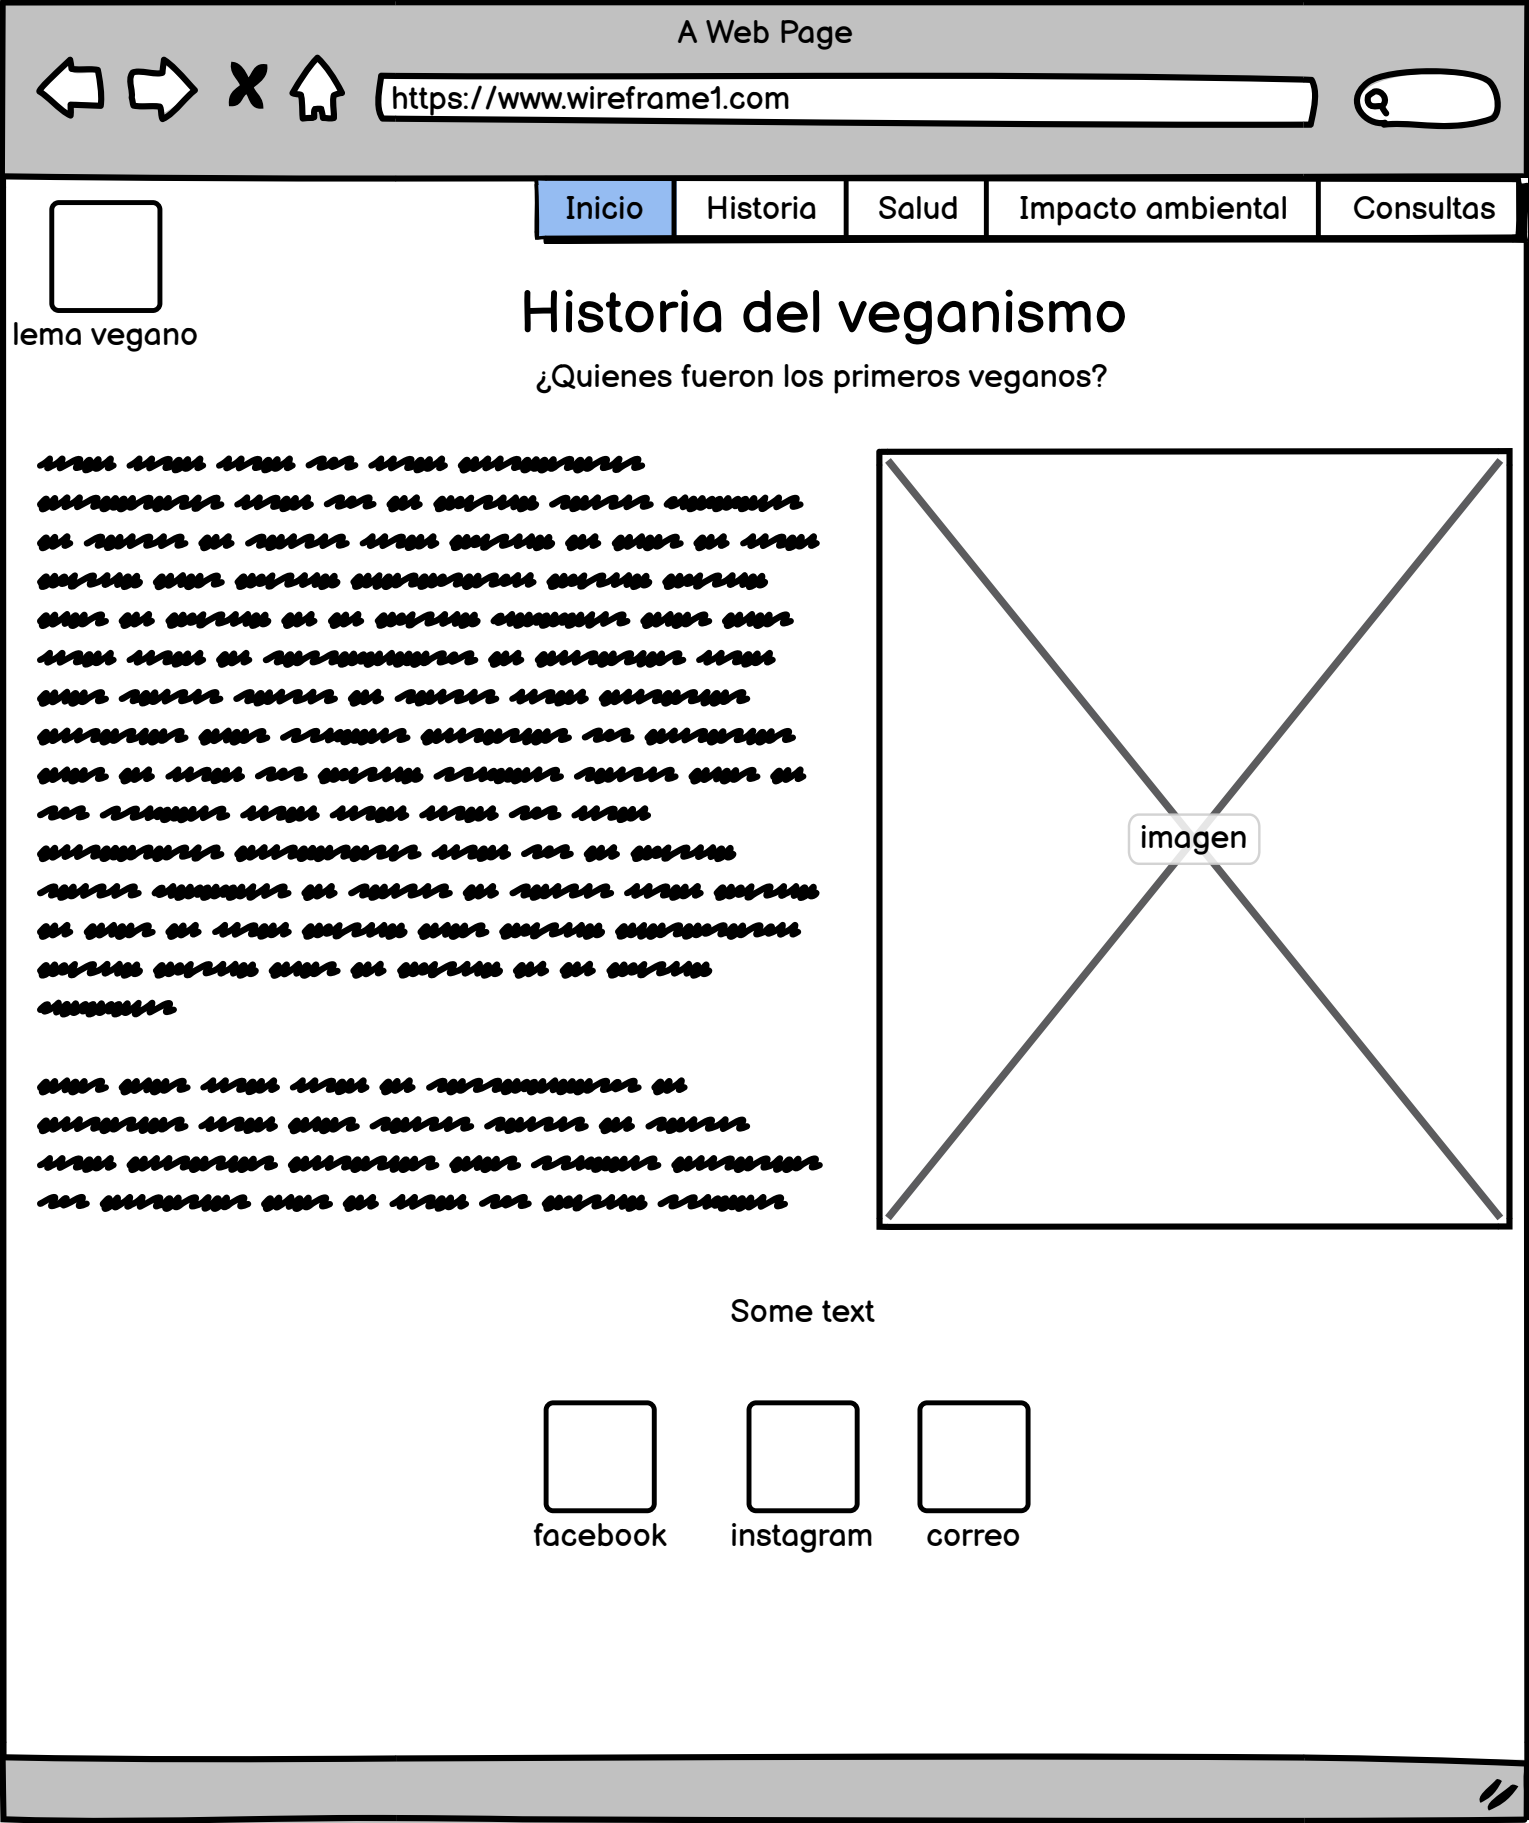 A Web Page
https://www.wireframe1.com
Inicio Historia Salud Impacto ambiental Consultas
lema vegano
Historia del veganismo
¿Quienes fueron los primeros veganos?
imagen
Some text
facebook instagram correo